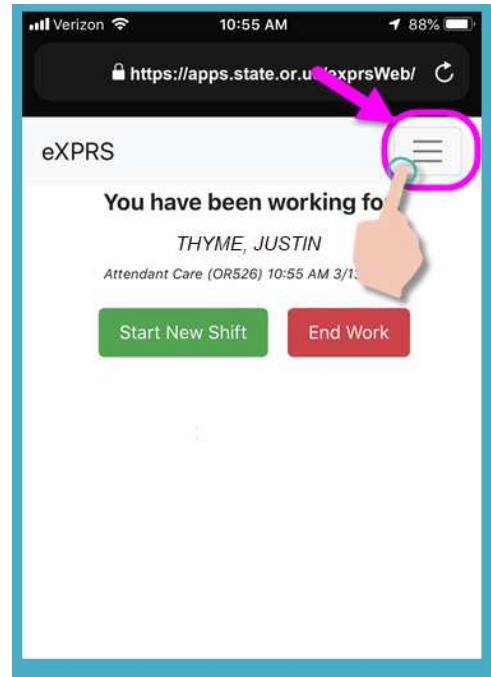 Verizon 10:55 AM 88%
https://apps.state.or.u /exprsWeb/
eXPRS
You have been working fo
THYME, JUSTIN
Attendant Care (OR526) 10:55 AM 3/1
Start New Shift End Work